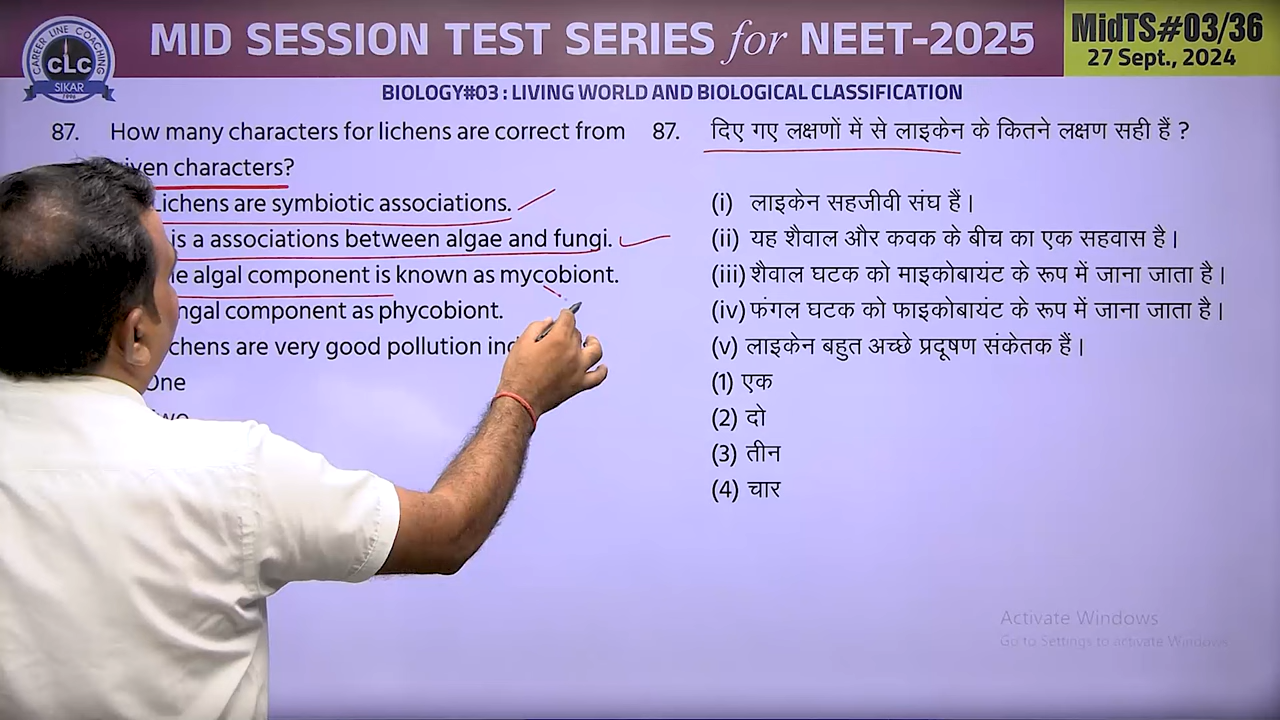 MID SESSION TEST SERIES for NEET-2025
MidTS#03/36
27 Sept., 2024
CAREER LINE COACHING
CLC
SIKAR
1996
BIOLOGY#03 : LIVING WORLD AND BIOLOGICAL CLASSIFICATION
87. How many characters for lichens are correct from
given characters?
Lichens are symbiotic associations.
is a associations between algae and fungi.
algal component is known as mycobiont.
component as phycobiont.
are very good pollution
One
87. दिए गए लक्षणों में से लाइकेन के कितने लक्षण सही हैं ?
(i) लाइकेन सहजीवी संघ हैं।
(ii) यह शैवाल और कवक के बीच का एक सहवास है।
(iii) शैवाल घटक को माइकोबायंट के रूप में जाना जाता है।
(iv) फंगल घटक को फाइकोबायंट के रूप में जाना जाता है।
(v) लाइकेन बहुत अच्छे प्रदूषण संकेतक हैं।
(1) एक
(2) दो
(3) तीन
(4) चार
Activate Windows
Go to Settings to activate Windows.